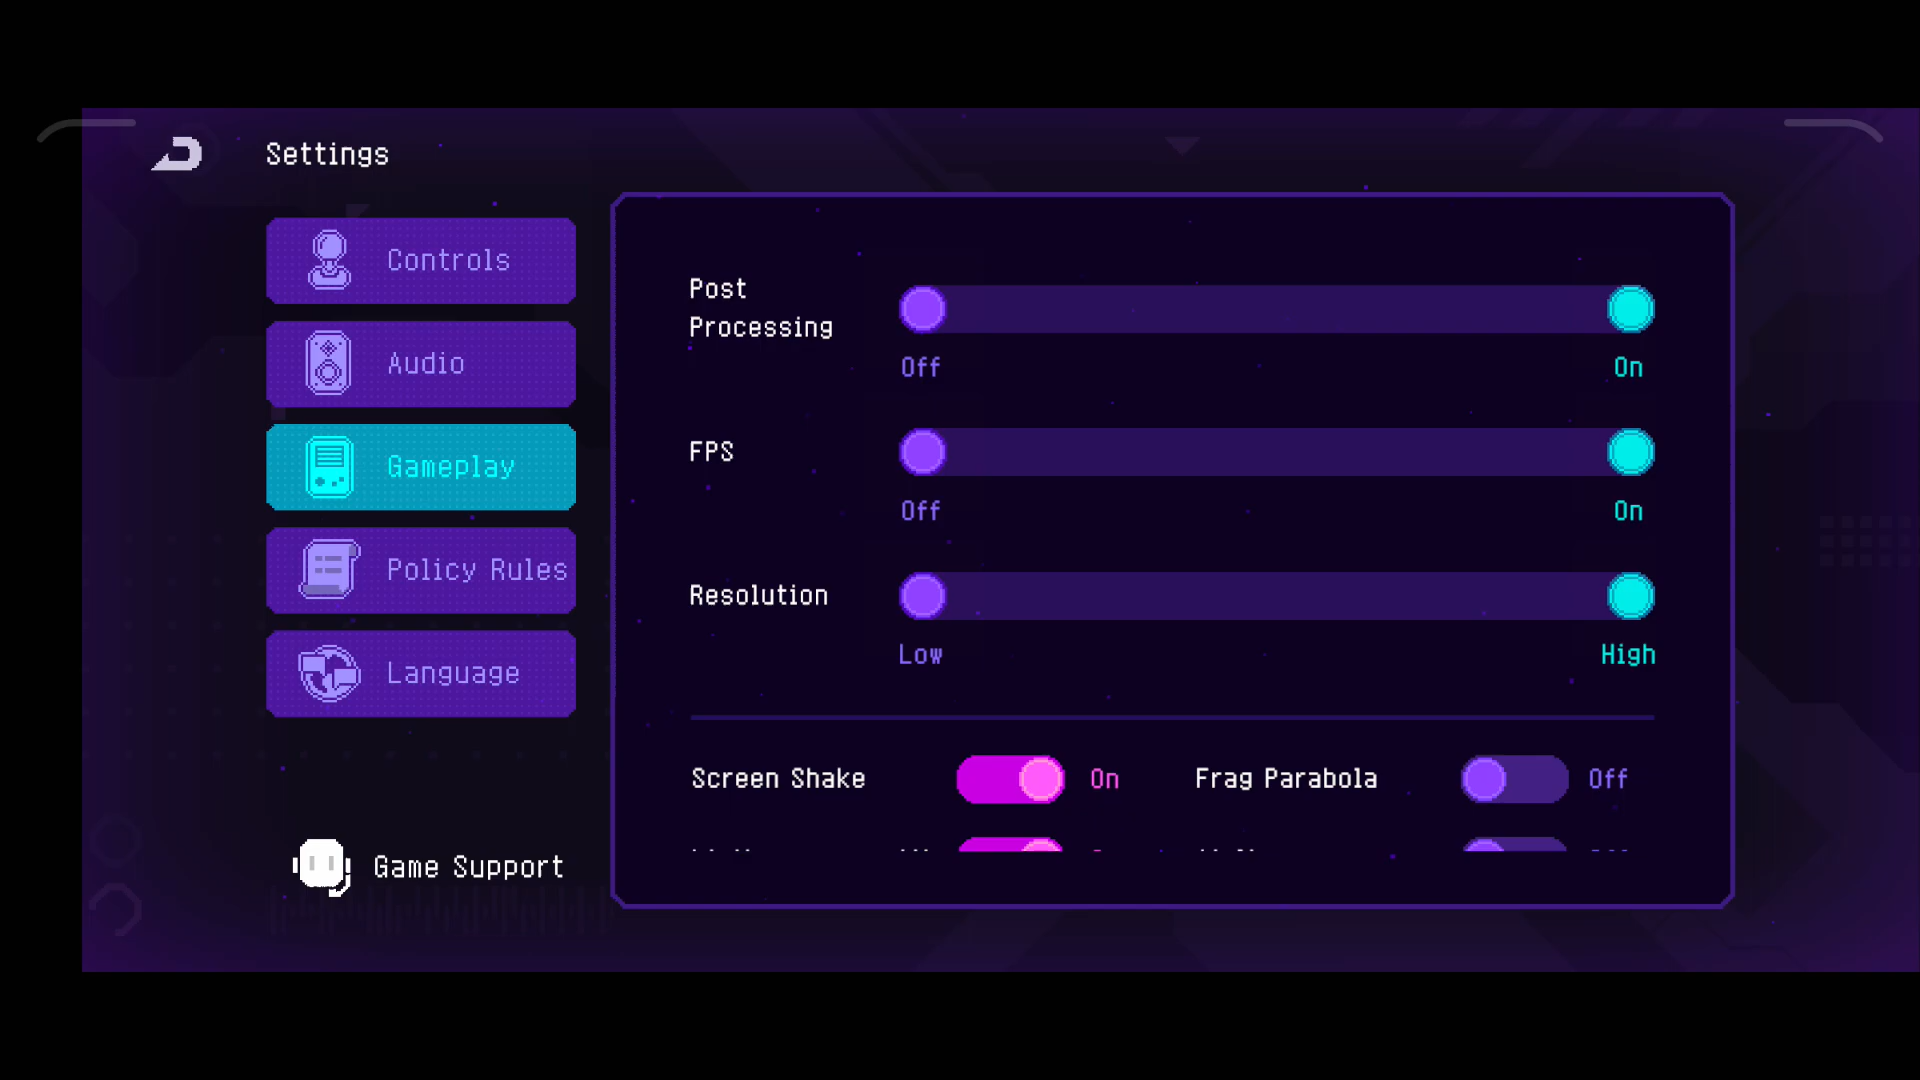 Settings
Controls
Audio
Gameplay
Policy Rules
Language
Game Support
Post
Processing
Off
On
FPS
Off
On
Resolution
Low
High
Screen Shake
On
Frag Parabola
Off